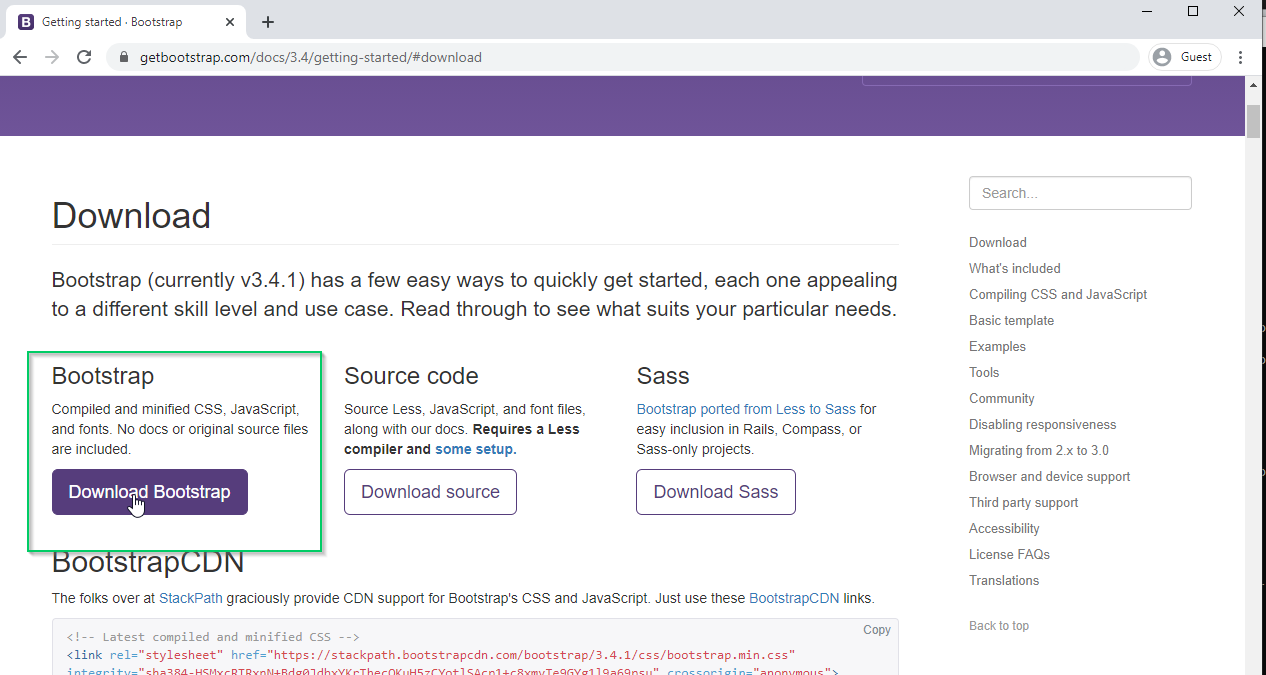 Getting started · Bootstrap
getbootstrap.com/docs/3.4/getting-started/#download
Guest
Download
Bootstrap (currently v3.4.1) has a few easy ways to quickly get started, each one appealing
to a different skill level and use case. Read through to see what suits your particular needs.
Bootstrap
Compiled and minified CSS, JavaScript,
and fonts. No docs or original source files
are included.
Download Bootstrap
Source code
Source Less, JavaScript, and font files,
along with our docs. Requires a Less
compiler and some setup.
Download source
Sass
Bootstrap ported from Less to Sass for
easy inclusion in Rails, Compass, or
Sass-only projects.
Download Sass
BootstrapCDN
The folks over at StackPath graciously provide CDN support for Bootstrap's CSS and JavaScript. Just use these BootstrapCDN links.
Copy
<!-- Latest compiled and minified CSS -->
<link rel="stylesheet" href="https://stackpath.bootstrapcdn.com/bootstrap/3.4.1/css/bootstrap.min.css"
crossorigin="anonymous">
Search...
Download
What's included
Compiling CSS and JavaScript
Basic template
Examples
Tools
Community
Disabling responsiveness
Migrating from 2.x to 3.0
Browser and device support
Third party support
Accessibility
License FAQs
Translations
Back to top